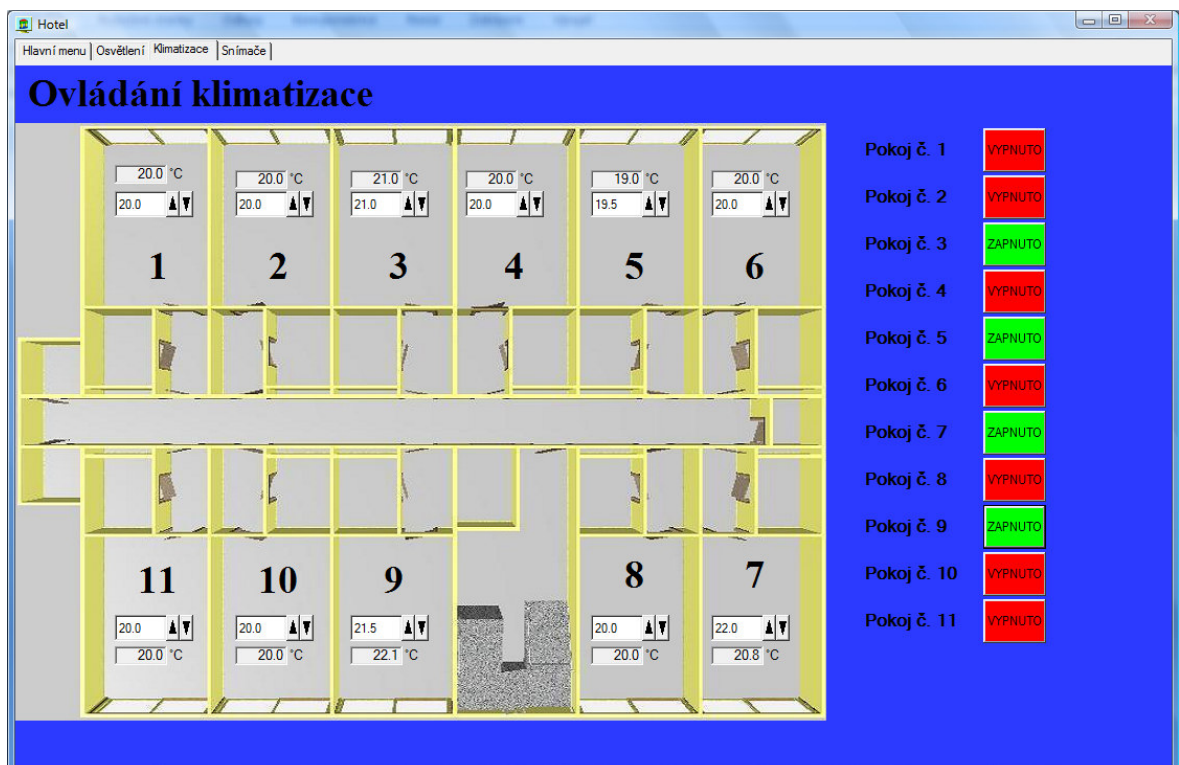 Hotel
Hlavní menu Osvětlení Klimatizace Snímače
Ovládání klimatizace
20.0 °C 20.0 °C 21.0 °C 20.0 °C 19.0 °C 20.0 °C
20.0 20.0 21.0 20.0 19.5 20.0
1 2 3 4 5 6
11 10 9 8 7
20.0 20.0 21.5 20.0 22.0
20.0 °C 20.0 °C 22.1 °C 20.0 °C 20.8 °C
Pokoj č. 1 VYPNUTO
Pokoj č. 2 VYPNUTO
Pokoj č. 3 ZAPNUTO
Pokoj č. 4 VYPNUTO
Pokoj č. 5 ZAPNUTO
Pokoj č. 6 VYPNUTO
Pokoj č. 7 ZAPNUTO
Pokoj č. 8 VYPNUTO
Pokoj č. 9 ZAPNUTO
Pokoj č. 10 VYPNUTO
Pokoj č. 11 VYPNUTO